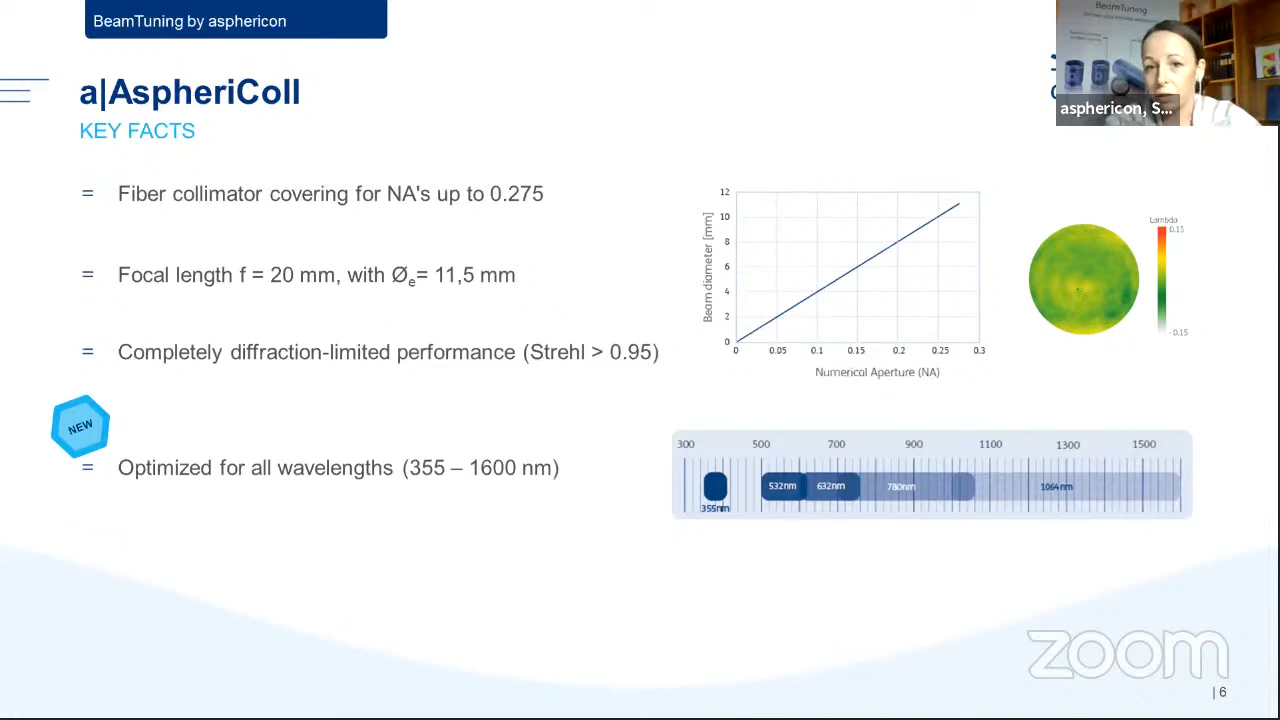 BeamTuning by asphericon
BeamTuning
a|AspheriColl
KEY FACTS
asphericon, S...
= Fiber collimator covering for NA's up to 0.275
= Focal length f = 20 mm, with Øe= 11,5 mm
= Completely diffraction-limited performance (Strehl > 0.95)
NEW
= Optimized for all wavelengths (355 – 1600 nm)
12
10
8
6
4
2
0
Beam diameter [mm]
0 0.05 0.1 0.15 0.2 0.25 0.3
Numerical Aperture (NA)
Lambda
0.15
- 0.15
300 500 700 900 1100 1300 1500
532nm 632nm 780nm 1064nm
355nm
zoom
| 6